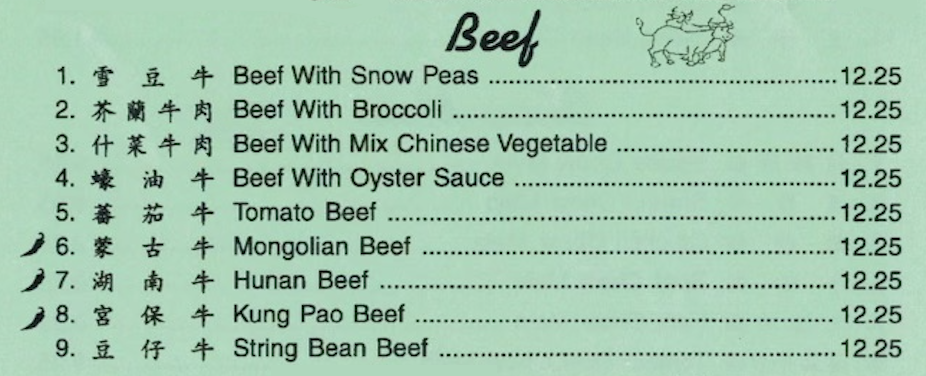 Beef
1. 雪豆牛 Beef With Snow Peas 12.25
2. 芥蘭牛肉 Beef With Broccoli 12.25
3. 什菜牛肉 Beef With Mix Chinese Vegetable 12.25
4. 蠔油牛 Beef With Oyster Sauce 12.25
5. 蕃茄牛 Tomato Beef 12.25
6. 蒙古牛 Mongolian Beef 12.25
7. 湖南牛 Hunan Beef 12.25
8. 宮保牛 Kung Pao Beef 12.25
9. 豆仔牛 String Bean Beef 12.25